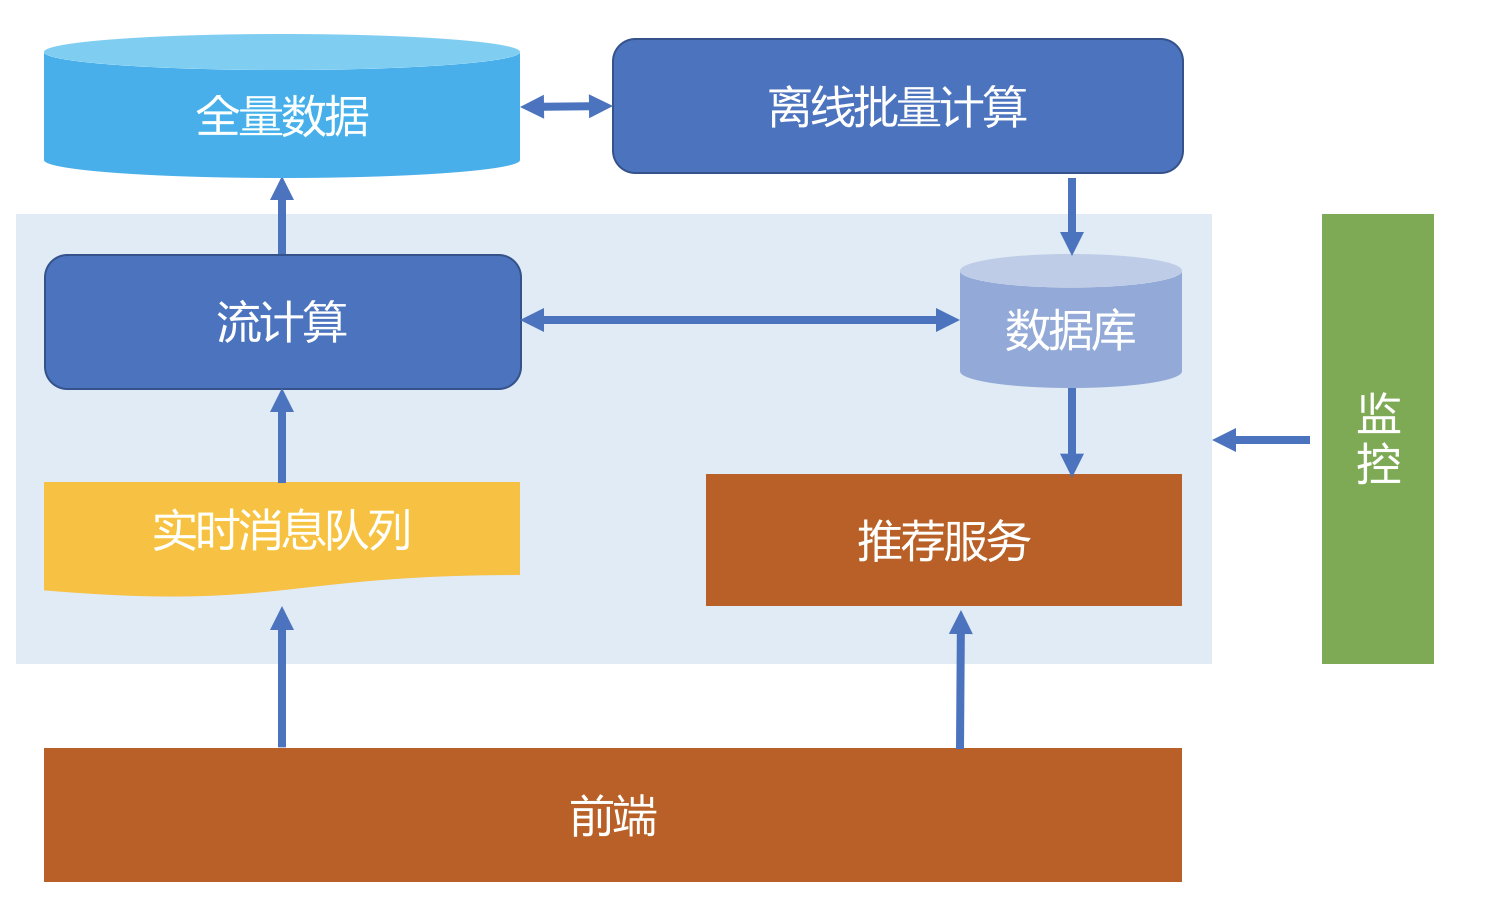 全量数据
离线批量计算
流计算
数据库
实时消息队列
推荐服务
监
控
前端